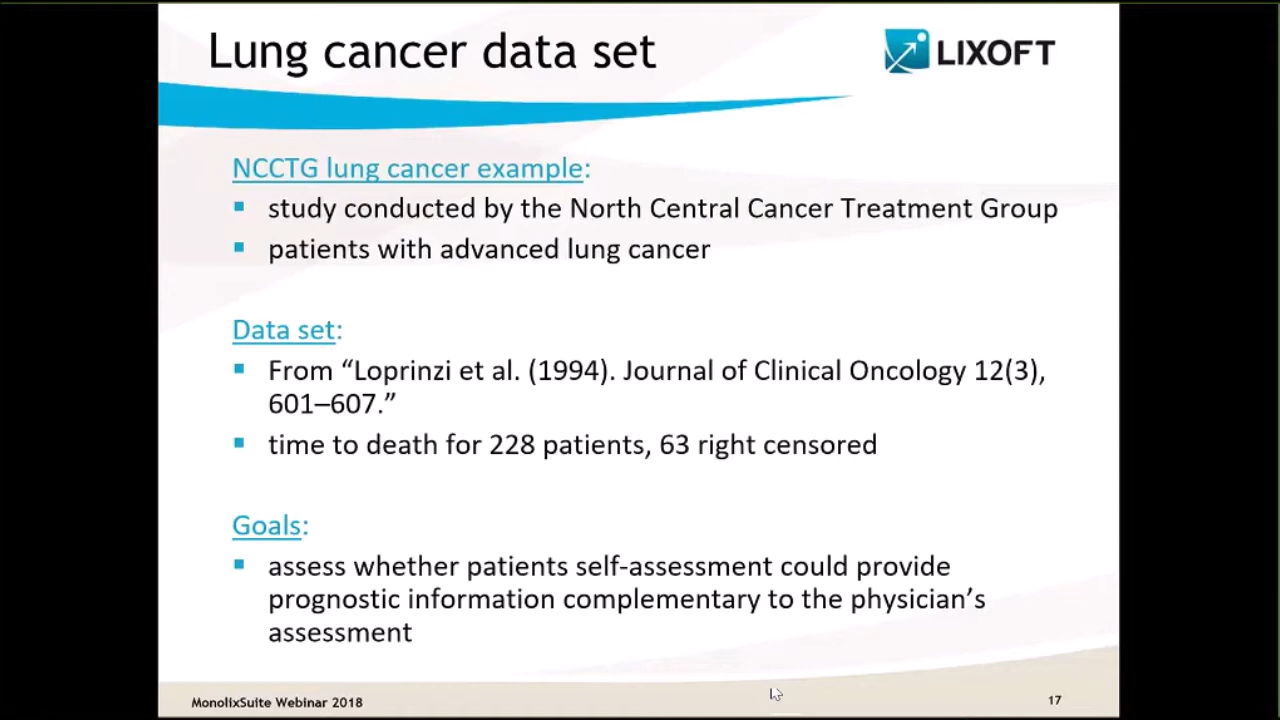 Lung cancer data set
LIXOFT
NCCTG lung cancer example:
▪ study conducted by the North Central Cancer Treatment Group
▪ patients with advanced lung cancer
Data set:
▪ From “Loprinzi et al. (1994). Journal of Clinical Oncology 12(3),
601–607.”
▪ time to death for 228 patients, 63 right censored
Goals:
▪ assess whether patients self-assessment could provide
prognostic information complementary to the physician’s
assessment
MonolixSuite Webinar 2018
17